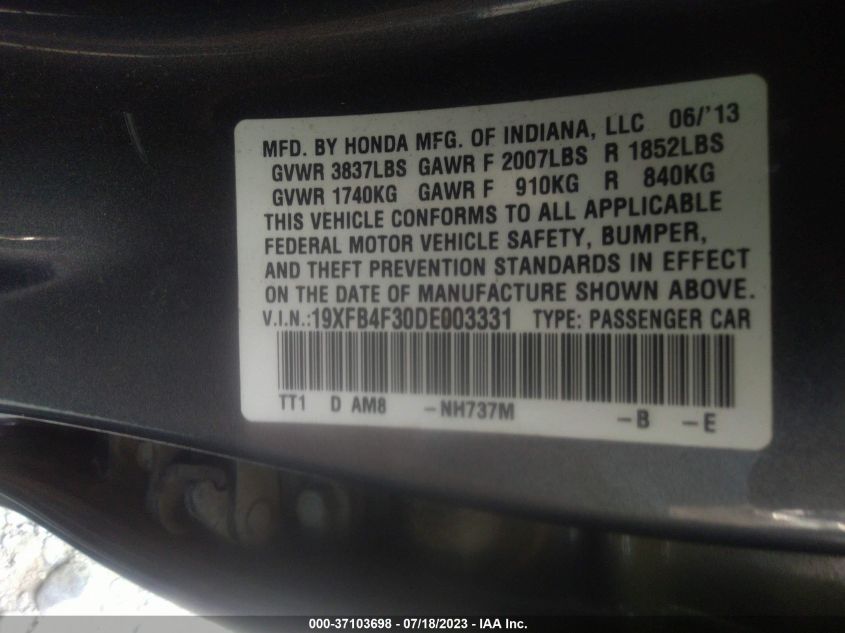 MFD. BY HONDA MFG. OF INDIANA, LLC 06/'13
GVWR 3837LBS GAWR F 2007LBS R 1852LBS
GVWR 1740KG GAWR F 910KG R 840KG
THIS VEHICLE CONFORMS TO ALL APPLICABLE
FEDERAL MOTOR VEHICLE SAFETY, BUMPER,
AND THEFT PREVENTION STANDARDS IN EFFECT
ON THE DATE OF MANUFACTURE SHOWN ABOVE.
V.I.N.:19XFB4F30DE003331 TYPE: PASSENGER CAR
TT1 D AM8 -NH737M -B -E
000-37103698 - 07/18/2023 - IAA Inc.